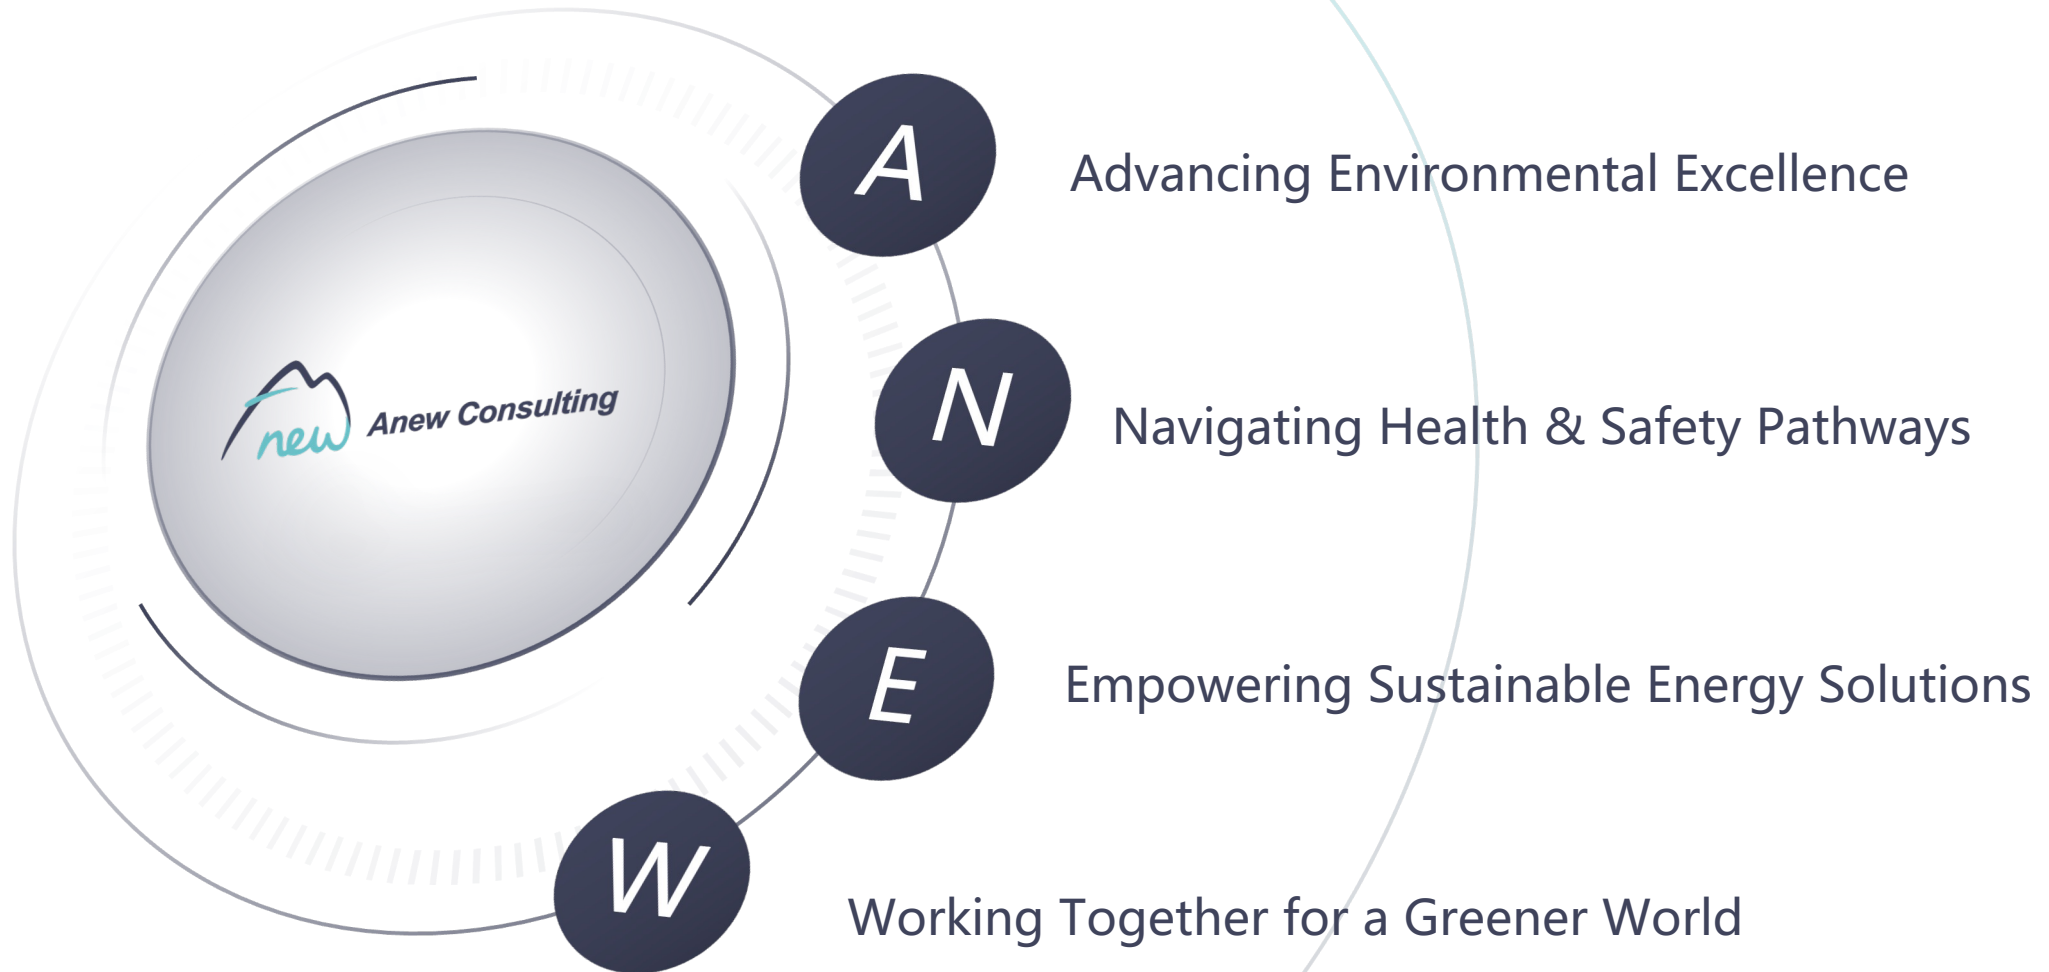 new
Anew Consulting
A
Advancing Environmental Excellence
N
Navigating Health & Safety Pathways
E
Empowering Sustainable Energy Solutions
W
Working Together for a Greener World